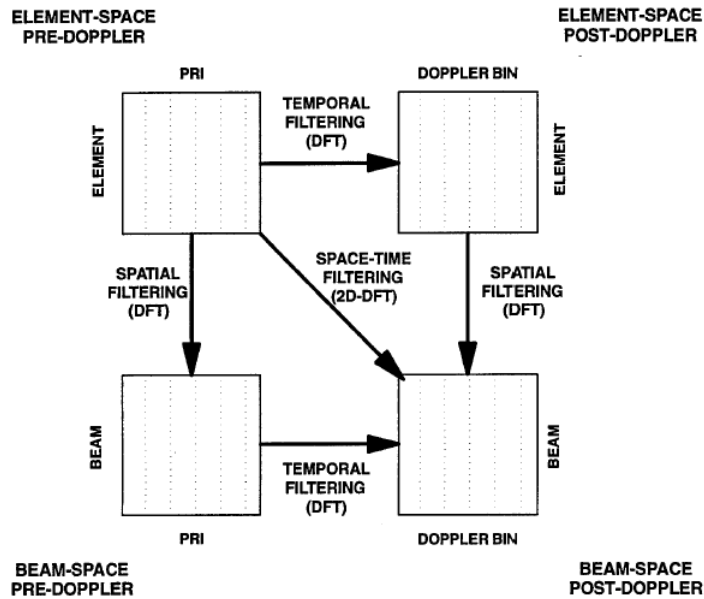 ELEMENT-SPACE
PRE-DOPPLER
ELEMENT-SPACE
POST-DOPPLER
PRI
DOPPLER BIN
ELEMENT
TEMPORAL
FILTERING
(DFT)
ELEMENT
SPATIAL
FILTERING
(DFT)
SPACE-TIME
FILTERING
(2D-DFT)
SPATIAL
FILTERING
(DFT)
BEAM
TEMPORAL
FILTERING
(DFT)
BEAM
PRI
DOPPLER BIN
BEAM-SPACE
PRE-DOPPLER
BEAM-SPACE
POST-DOPPLER